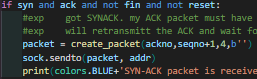 if syn and ack and not fin and not reset:
#exp    got SYNACK. my ACK packet must have
#exp    will retransmitt the ACK and wait fo
packet = create_packet(ackno,seqno+1,4,b'')
sock.sendto(packet, addr)
print(colors.BLUE+'SYN-ACK packet is receive